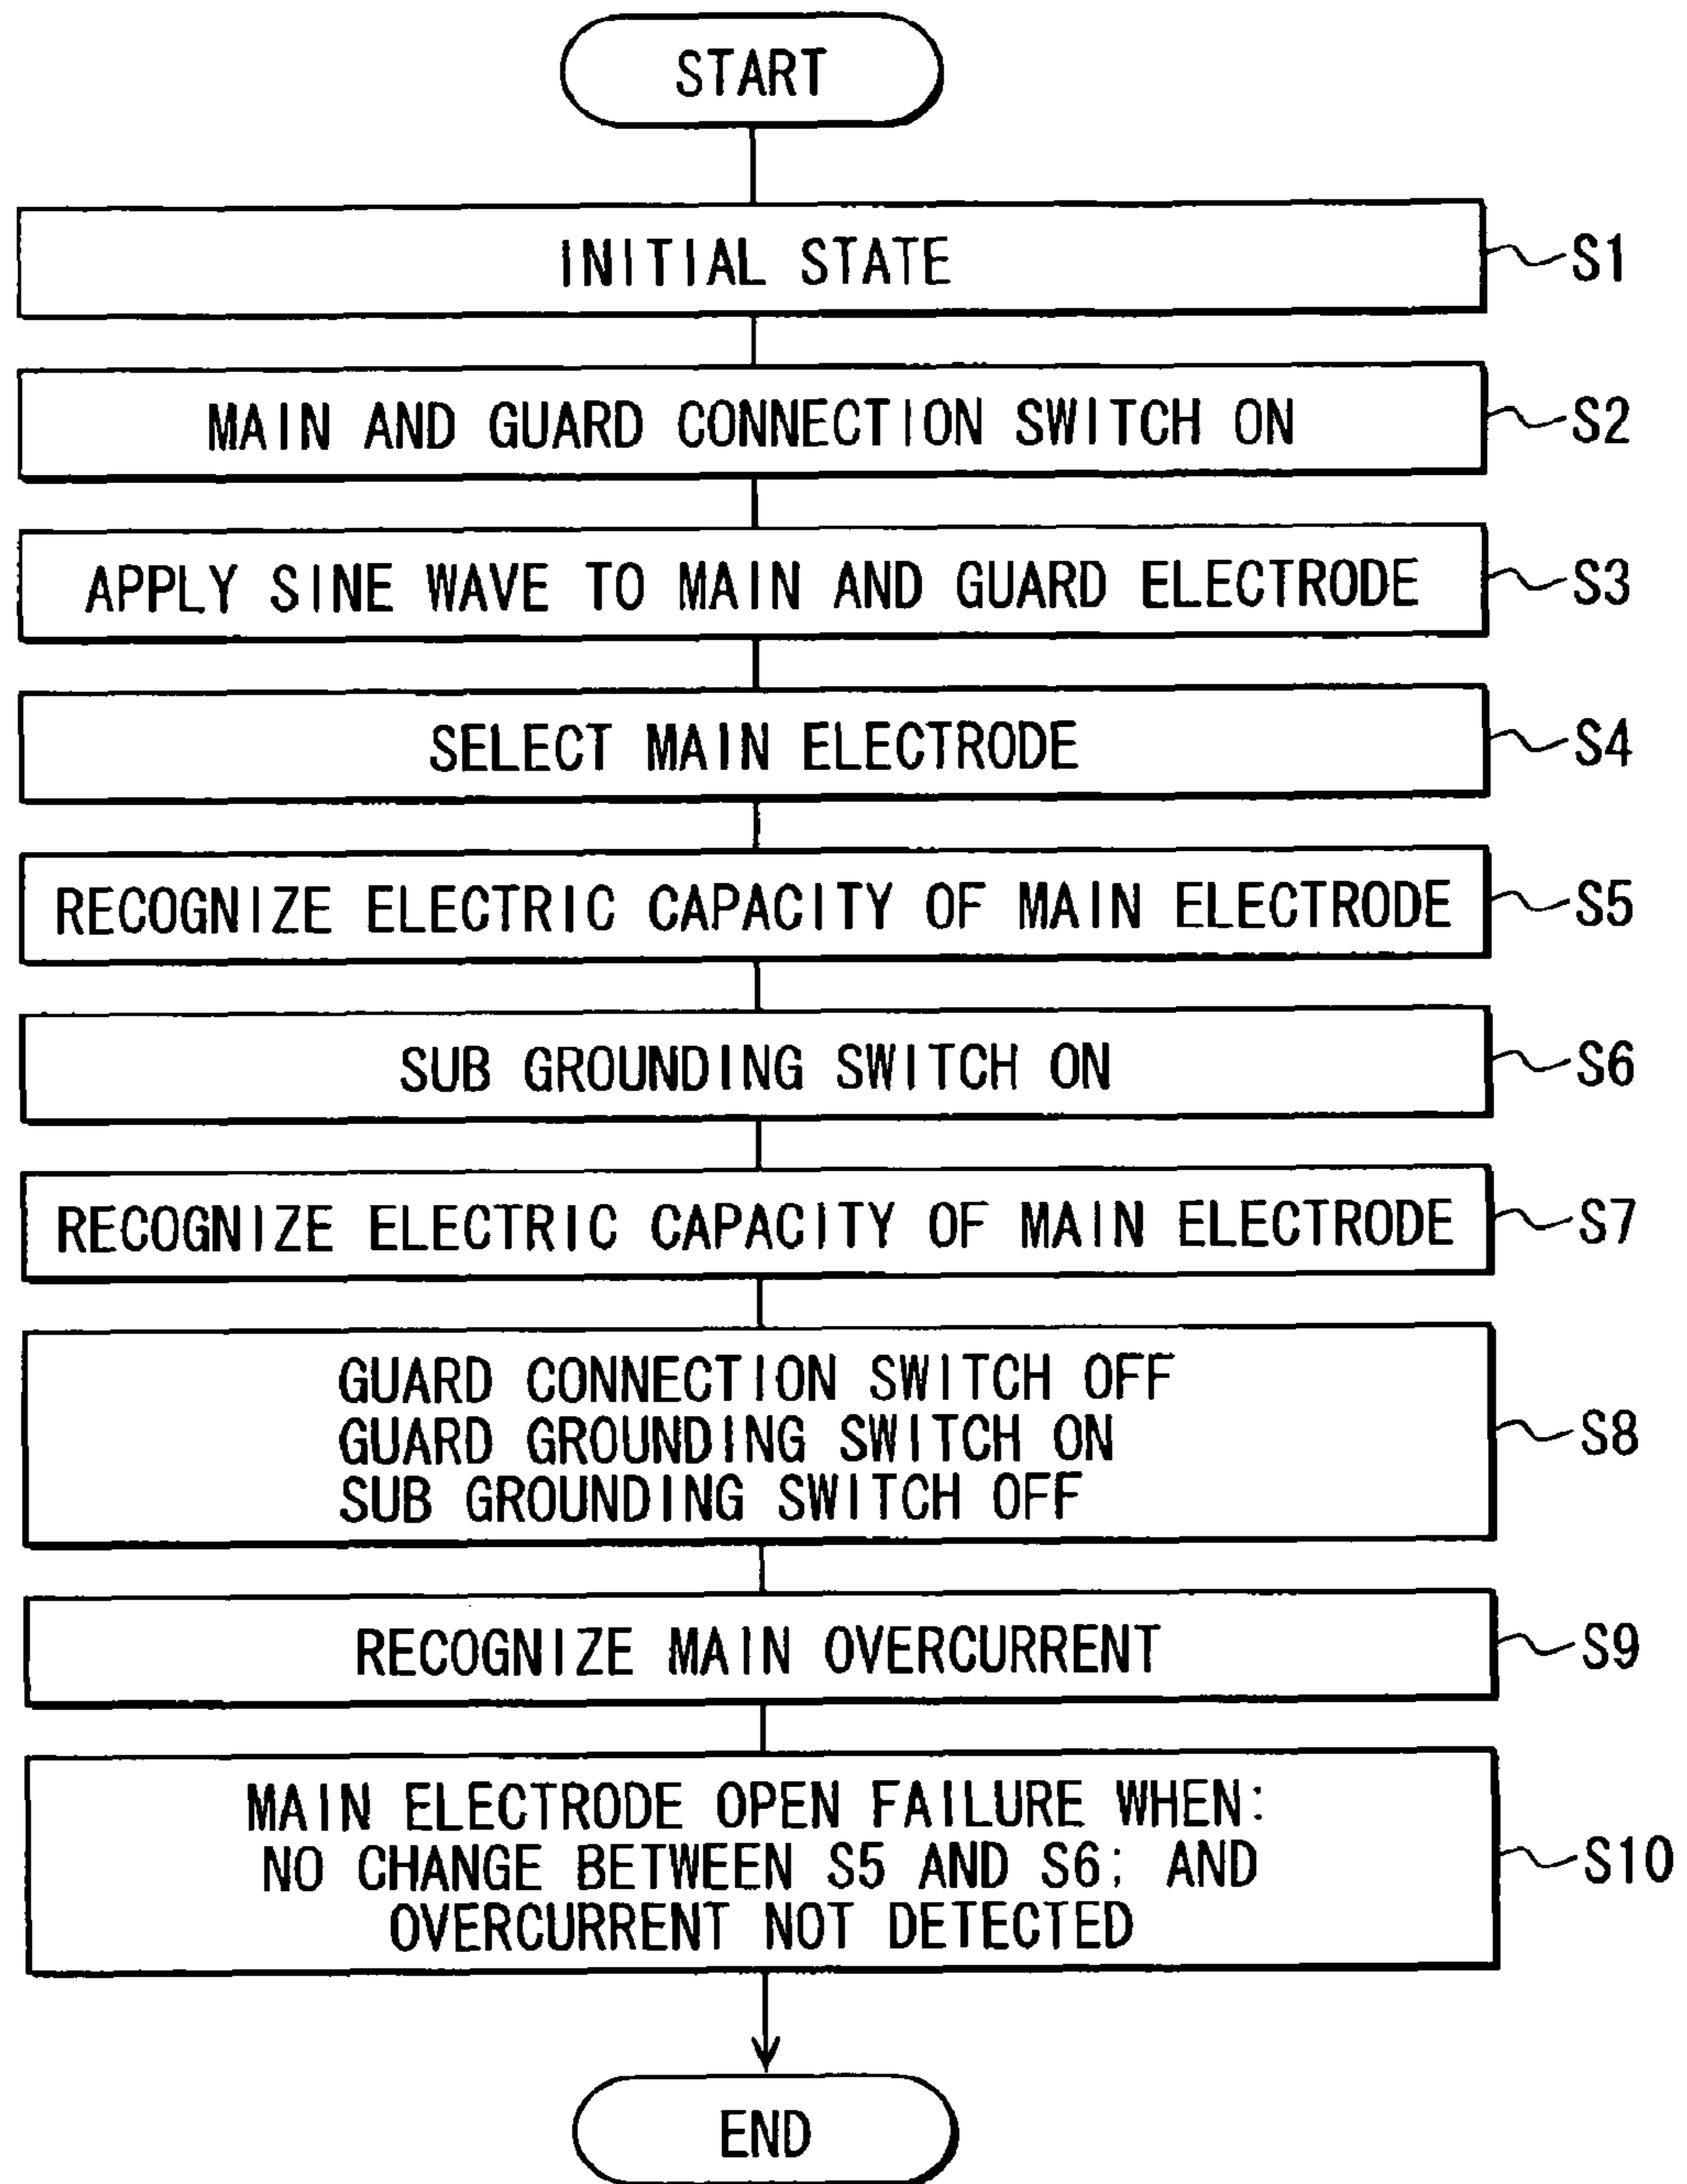 START
INITIAL STATE
S1
MAIN AND GUARD CONNECTION SWITCH ON
S2
APPLY SINE WAVE TO MAIN AND GUARD ELECTRODE
S3
SELECT MAIN ELECTRODE
S4
RECOGNIZE ELECTRIC CAPACITY OF MAIN ELECTRODE
S5
SUB GROUNDING SWITCH ON
S6
RECOGNIZE ELECTRIC CAPACITY OF MAIN ELECTRODE
S7
GUARD CONNECTION SWITCH OFF
GUARD GROUNDING SWITCH ON
SUB GROUNDING SWITCH OFF
S8
RECOGNIZE MAIN OVERCURRENT
S9
MAIN ELECTRODE OPEN FAILURE WHEN:
NO CHANGE BETWEEN S5 AND S6; AND
OVERCURRENT NOT DETECTED
S10
END